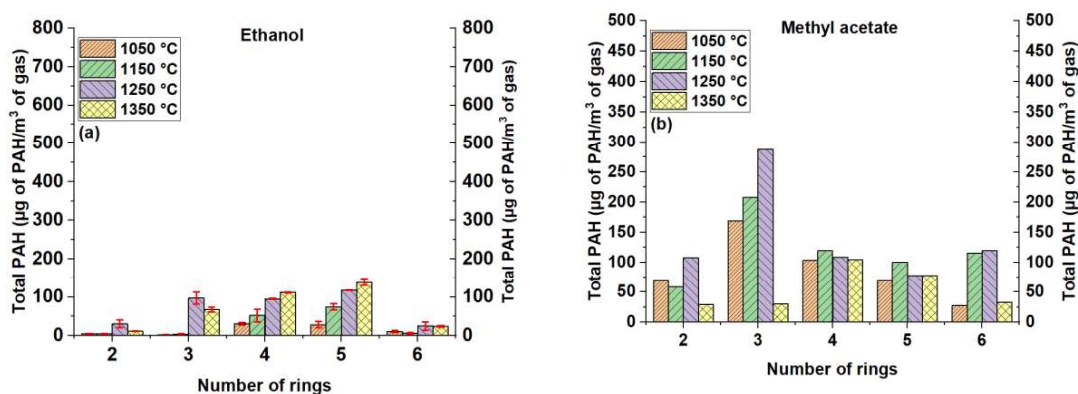 Ethanol
1050 °C
1150 °C
1250 °C
1350 °C
(a)
Total PAH (µg of PAH/m³ of gas)
800
700
600
500
400
300
200
100
0
2 3 4 5 6
Number of rings
800
700
600
500
400
300
200
100
0
Total PAH (µg of PAH/m³ of gas)
Methyl acetate
1050 °C
1150 °C
1250 °C
1350 °C
(b)
Total PAH (µg of PAH/m³ of gas)
500
450
400
350
300
250
200
150
100
50
0
2 3 4 5 6
Number of rings
500
450
400
350
300
250
200
150
100
50
0
Total PAH (µg of PAH/m³ of gas)